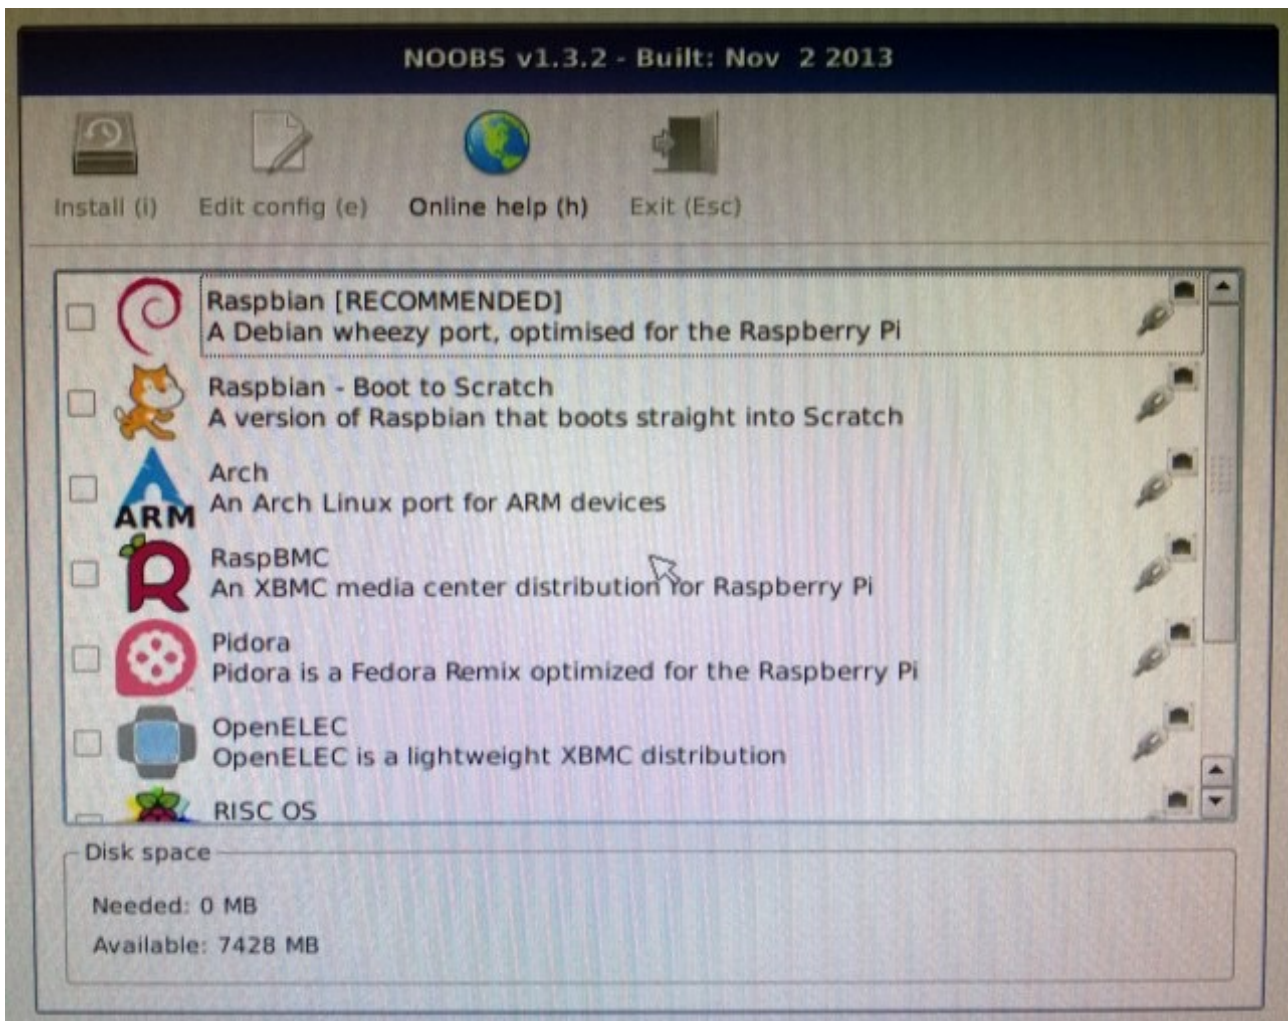 NOOBS v1.3.2 - Built: Nov 2 2013
Install (i) Edit config (e) Online help (h) Exit (Esc)
Raspbian [RECOMMENDED]
A Debian wheezy port, optimised for the Raspberry Pi
Raspbian - Boot to Scratch
A version of Raspbian that boots straight into Scratch
Arch
An Arch Linux port for ARM devices
ARM
RaspBMC
An XBMC media center distribution for Raspberry Pi
Pidora
Pidora is a Fedora Remix optimized for the Raspberry Pi
OpenELEC
OpenELEC is a lightweight XBMC distribution
RISC OS
Disk space
Needed: 0 MB
Available: 7428 MB